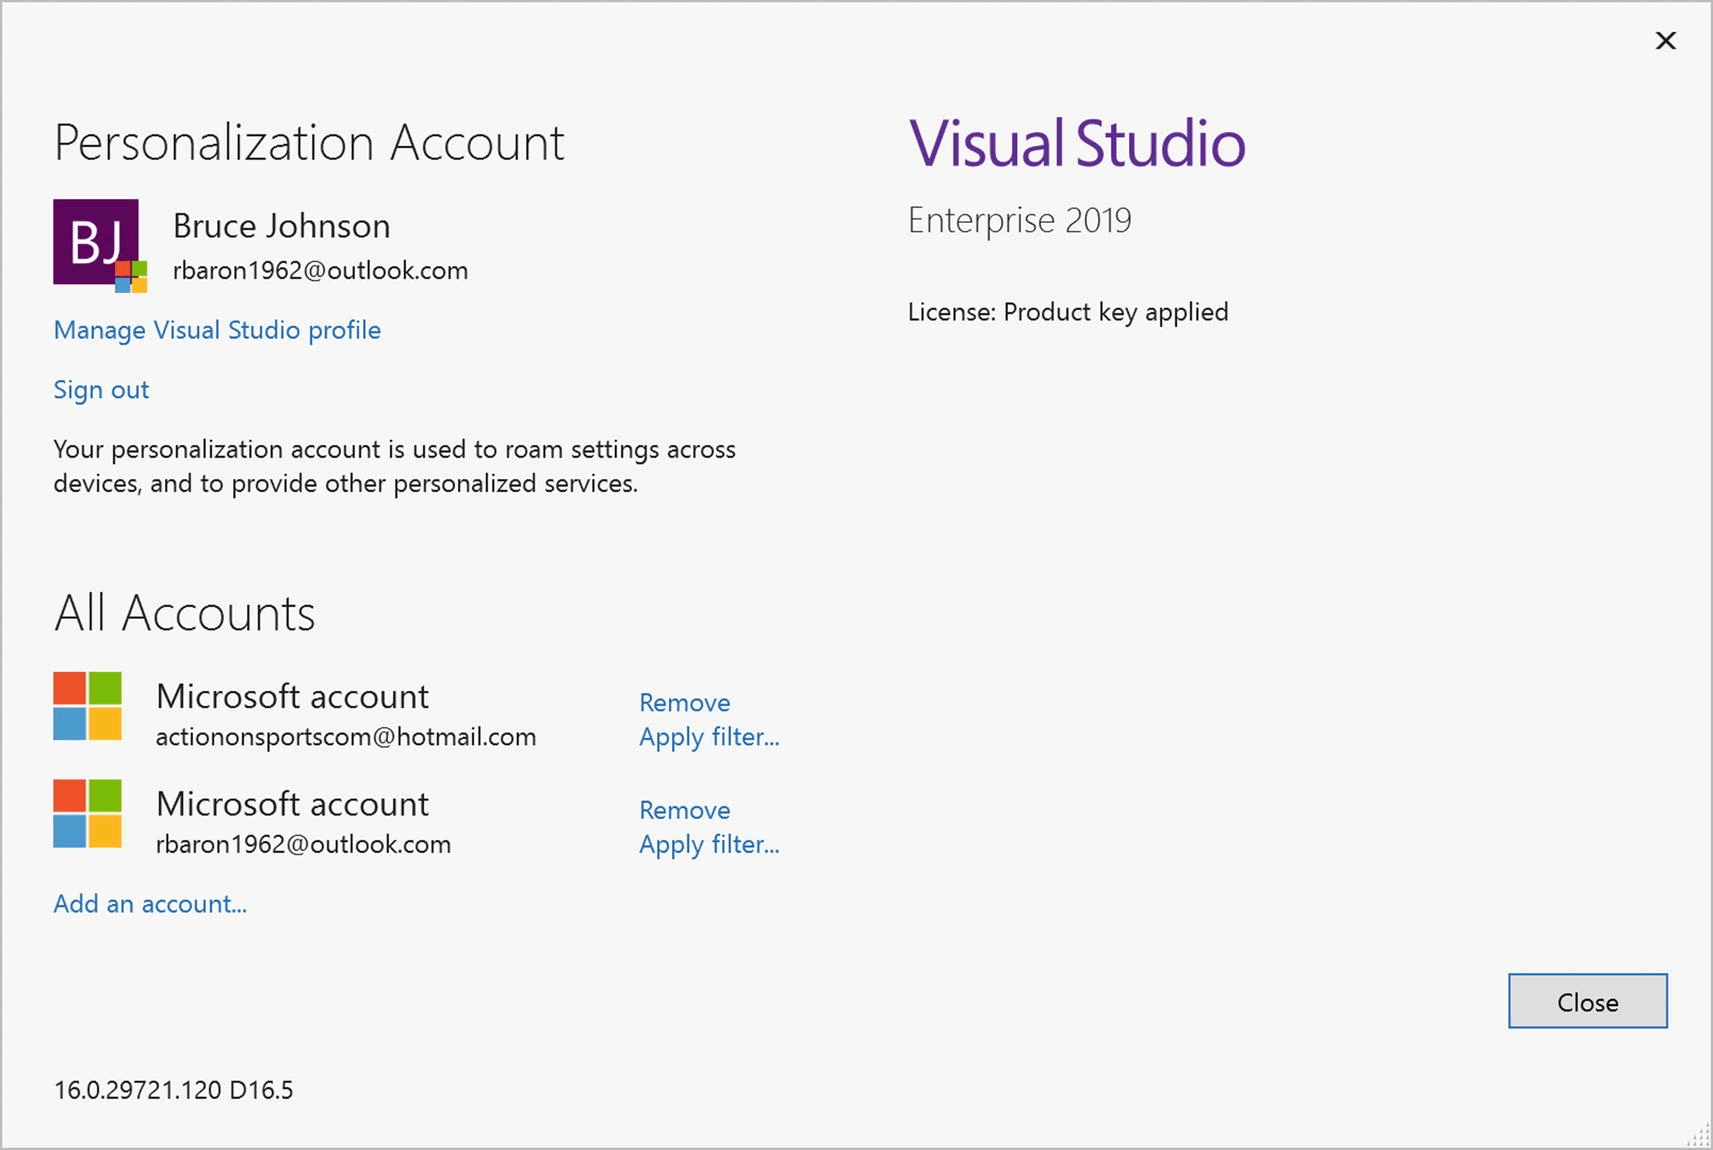 Personalization Account
BJ
Bruce Johnson
rbaron1962@outlook.com
Manage Visual Studio profile
Sign out
Your personalization account is used to roam settings across
devices, and to provide other personalized services.
All Accounts
Microsoft account
actiononsportscom@hotmail.com
Remove
Apply filter...
Microsoft account
rbaron1962@outlook.com
Remove
Apply filter...
Add an account...
16.0.29721.120 D16.5
Visual Studio
Enterprise 2019
License: Product key applied
Close